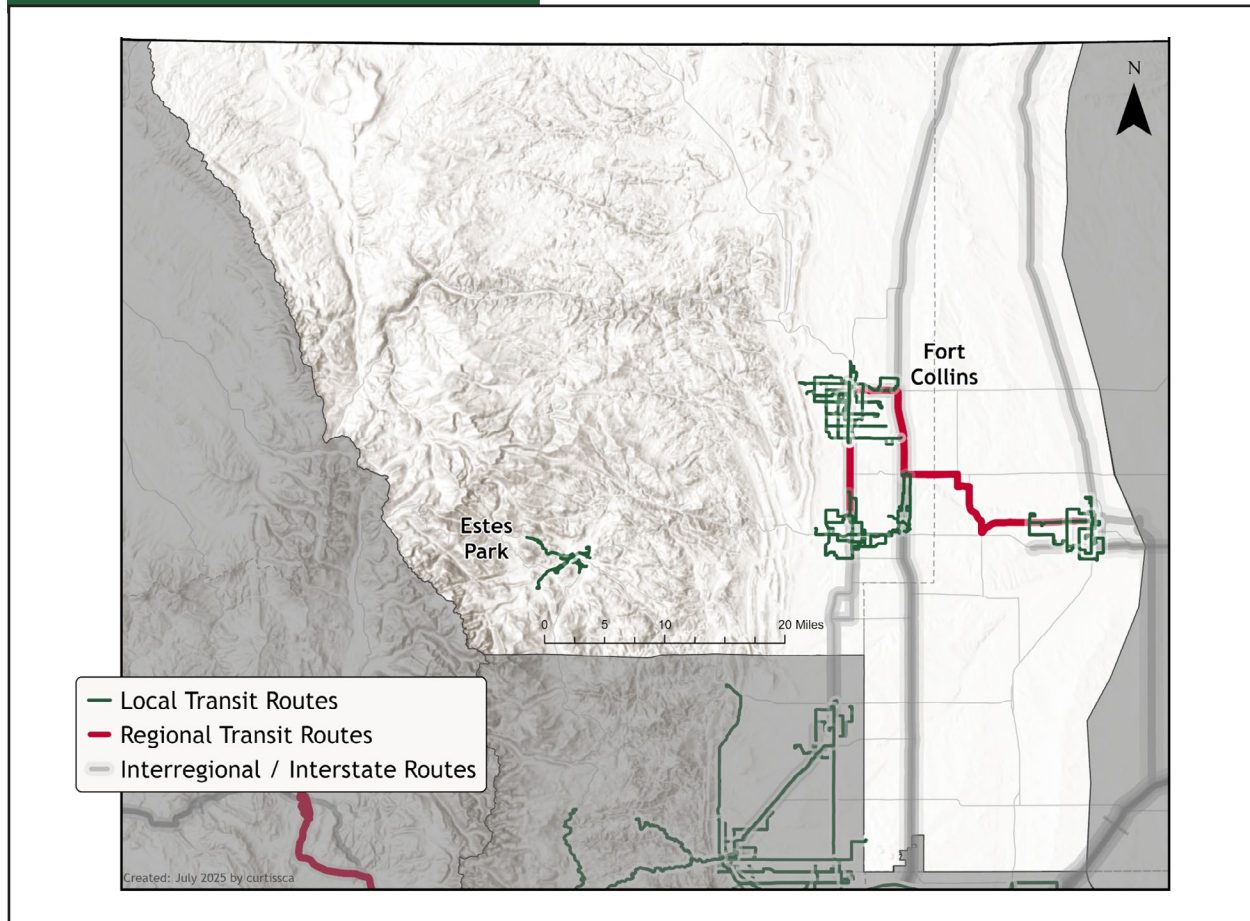 N
Fort
Collins
Estes
Park
0 5 10 20 Miles
Local Transit Routes
Regional Transit Routes
Interregional / Interstate Routes
Created: July 2025 by curtissca